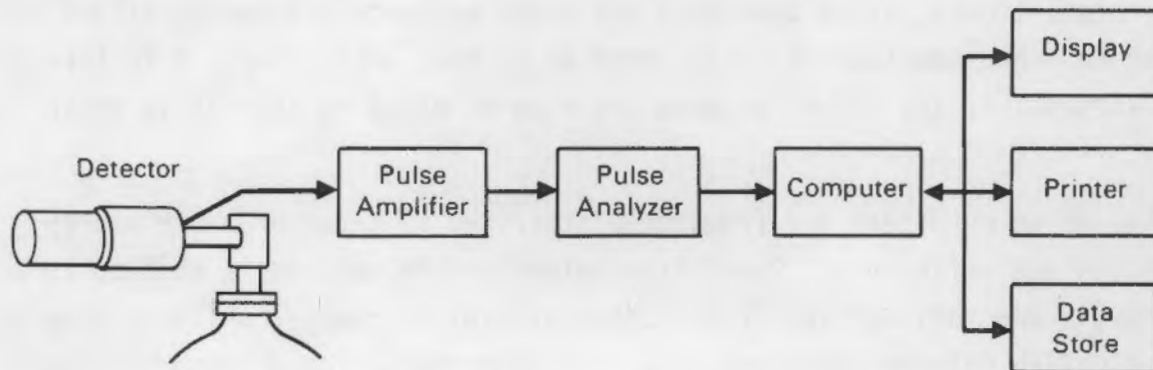 Display
Detector
Pulse
Amplifier
Pulse
Analyzer
Computer
Printer
Data
Store